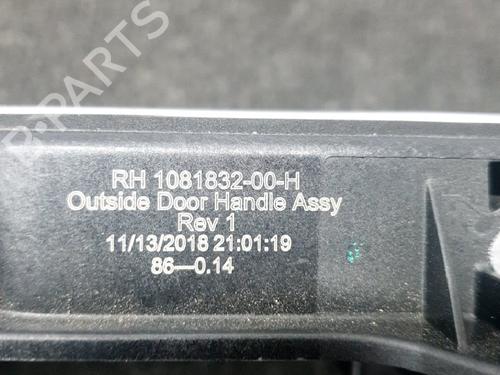 RH 1081832-00-H
Outside Door Handle Assy
Rev 1
11/13/2018 21:01:19
86—0.14
B-PARTS